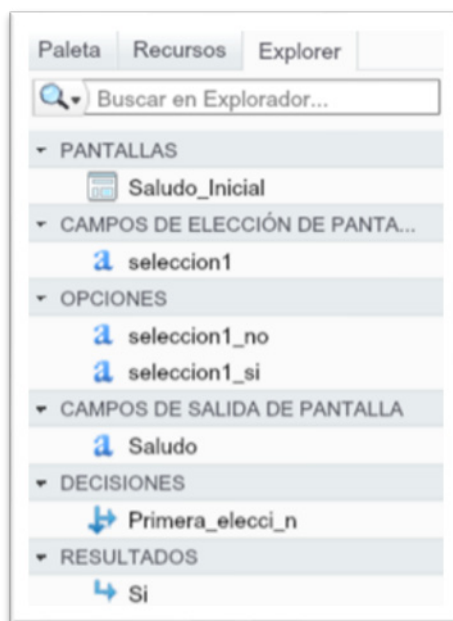 Paleta Recursos Explorer
Buscar en Explorador...
PANTALLAS
Saludo_Inicial
CAMPOS DE ELECCIÓN DE PANTA...
a seleccion1
OPCIONES
a seleccion1_no
a seleccion1_si
CAMPOS DE SALIDA DE PANTALLA
a Saludo
DECISIONES
Primera_elecci_n
RESULTADOS
Si